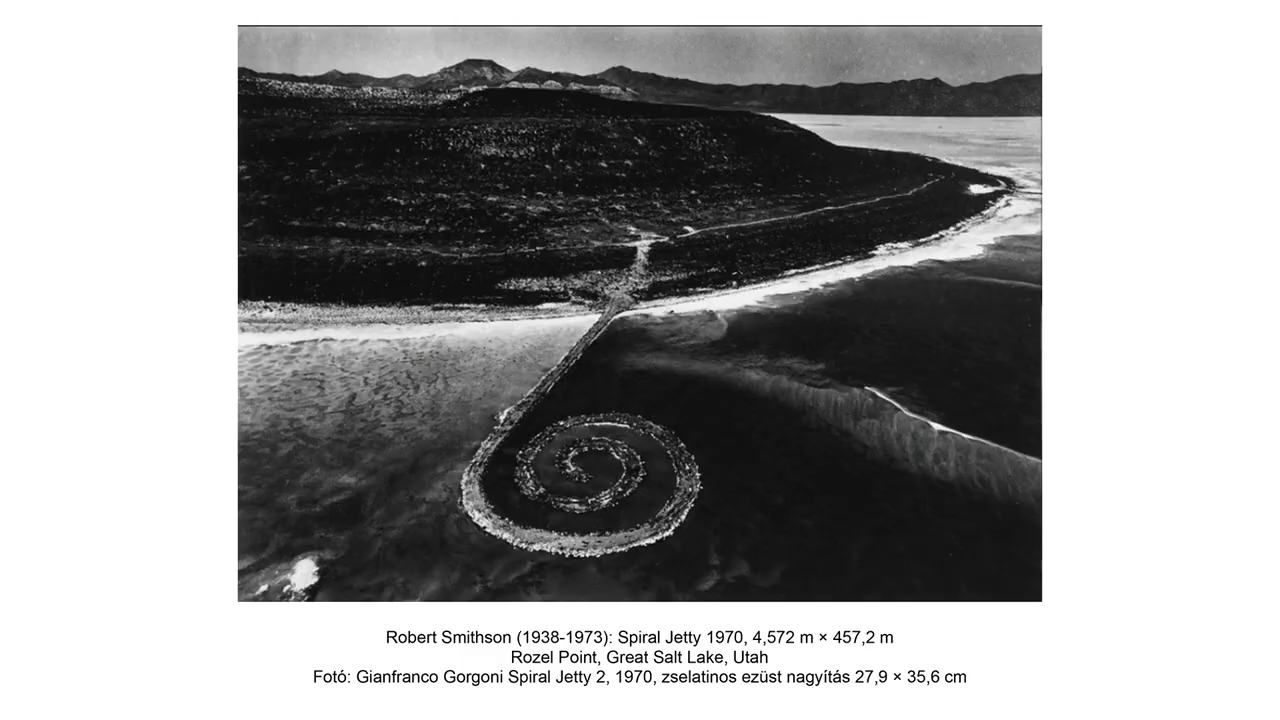 Robert Smithson (1938-1973): Spiral Jetty 1970, 4,572 m × 457,2 m
Rozel Point, Great Salt Lake, Utah
Fotó: Gianfranco Gorgoni Spiral Jetty 2, 1970, zselatinos ezüst nagyítás 27,9 × 35,6 cm